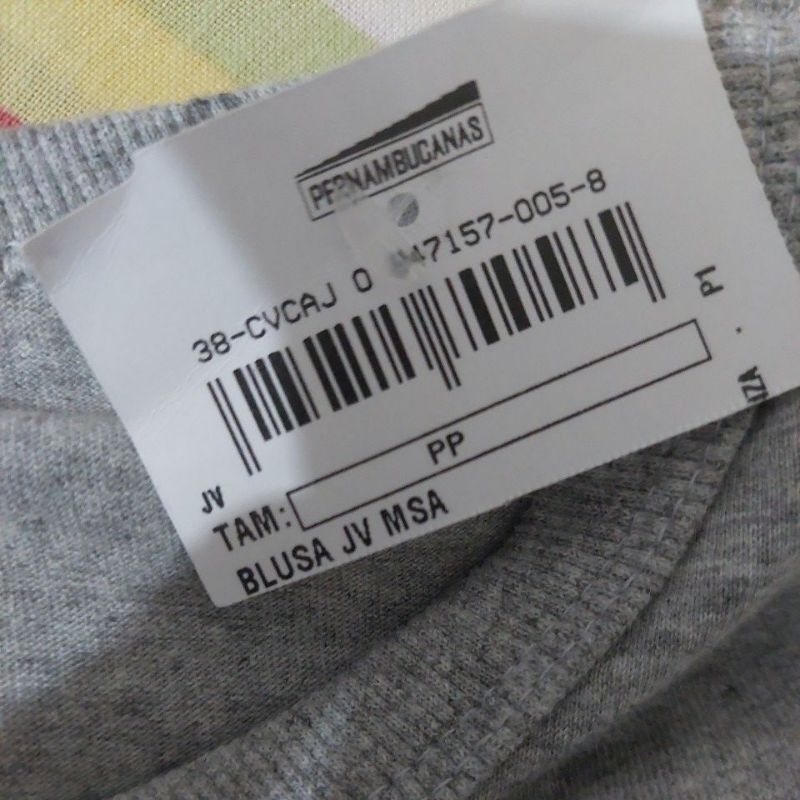 PERNAMBUCANAS
38-CVCAJ 0 47157-005-8
JV
TAM: PP
BLUSA JV MSA
P1